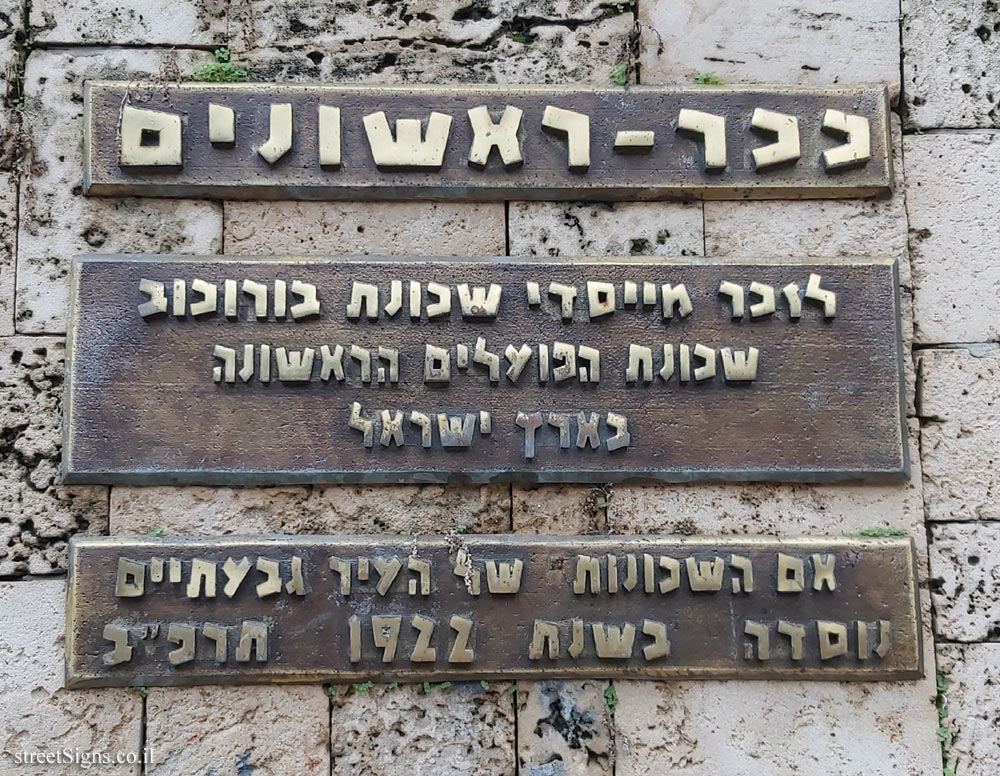 ככר-ראשונים
לזכר מייסדי שכונת בורוכוב
שכונת הפועלים הראשונה
בארץ ישראל
"אם השכונות" של העיר גבעתיים
נוסדה בשנת 1922 תרפ"ב
streetSigns.co.il